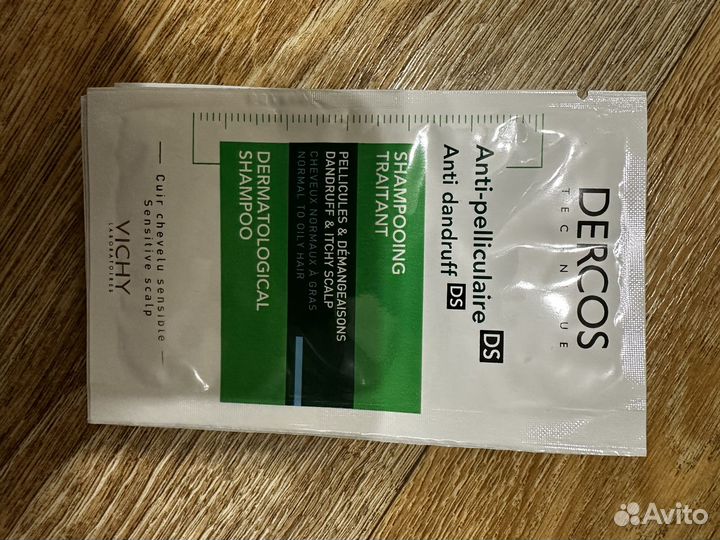 DERCOS
TECNIQUE
Anti-pelliculaire DS
Anti dandruff DS
SHAMPOOING
TRAITANT
PELLICULES & DÉMANGEAISONS
DANDRUFF & ITCHY SCALP
CHEVEUX NORMAUX À GRAS
NORMAL TO OILY HAIR
DERMATOLOGICAL
SHAMPOO
Cuir chevelu sensible
Sensitive scalp
VICHY
LABORATOIRES
Avito